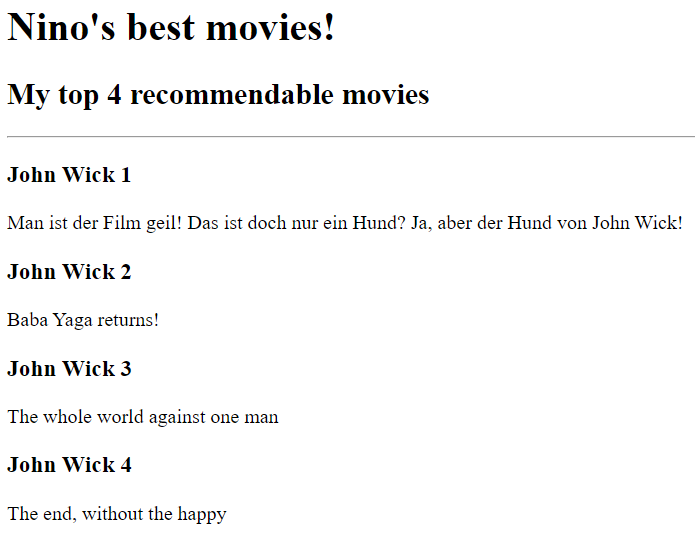 Nino's best movies!
My top 4 recommendable movies
John Wick 1
Man ist der Film geil! Das ist doch nur ein Hund? Ja, aber der Hund von John Wick!
John Wick 2
Baba Yaga returns!
John Wick 3
The whole world against one man
John Wick 4
The end, without the happy